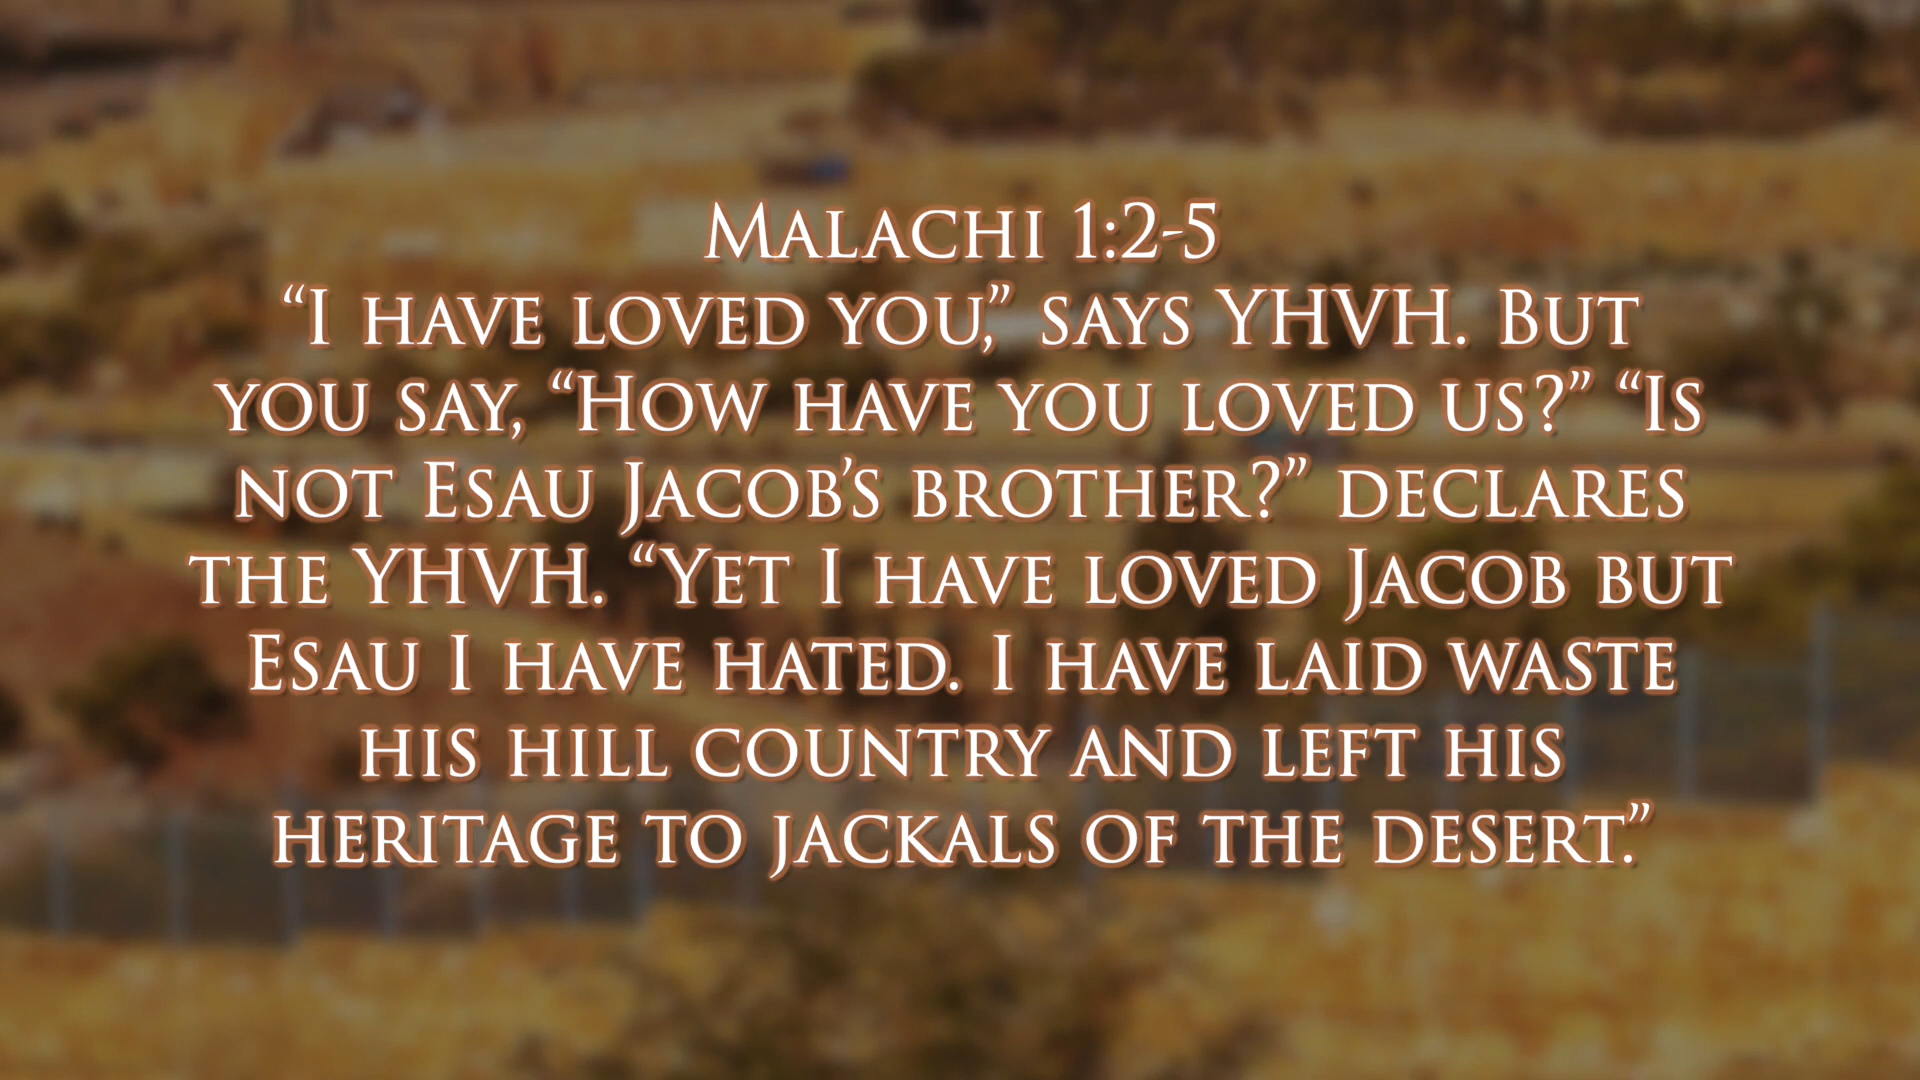 Malachi 1:2-5
“I have loved you,” says YHVH. But
you say, “How have you loved us?” “Is
not Esau Jacob’s brother?” declares
the YHVH. “Yet I have loved Jacob but
Esau I have hated. I have laid waste
his hill country and left his
heritage to jackals of the desert.”